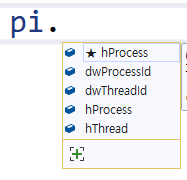 pi.
★ hProcess
dwProcessId
dwThreadId
hProcess
hThread